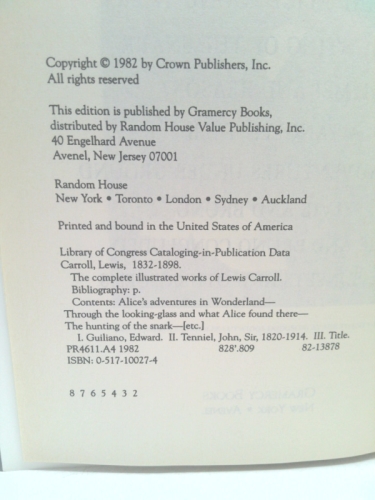 Copyright © 1982 by Crown Publishers, Inc.
All rights reserved
This edition is published by Gramercy Books,
distributed by Random House Value Publishing, Inc.
40 Engelhard Avenue
Avenel, New Jersey 07001
Random House
New York • Toronto • London • Sydney • Auckland
Printed and bound in the United States of America
Library of Congress Cataloging-in-Publication Data
Carroll, Lewis, 1832-1898.
The complete illustrated works of Lewis Carroll.
Bibliography: p.
Contents: Alice's adventures in Wonderland—
Through the looking-glass and what Alice found there—
The hunting of the snark—[etc.]
I. Guiliano, Edward. II. Tenniel, John, Sir, 1820-1914. III. Title.
PR4611.A4 1982 828'.809 82-13878
ISBN: 0-517-10027-4
8 7 6 5 4 3 2